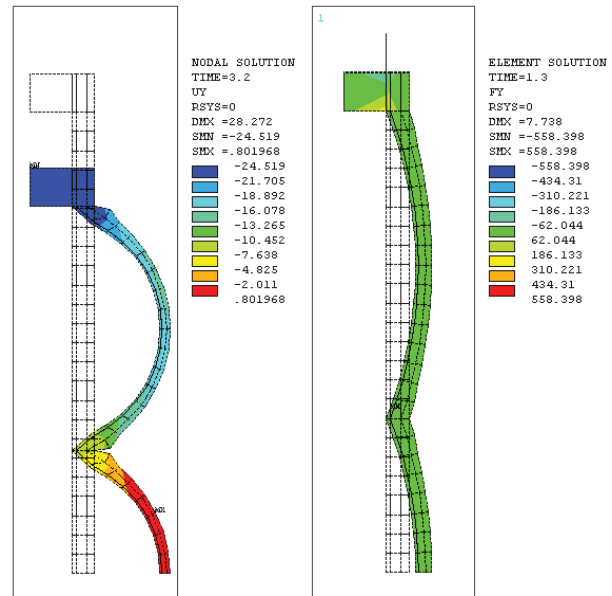 NODAL SOLUTION
TIME=3.2
UY
RSYS=0
DMX =28.272
SMN =-24.519
SMX =.801968
-24.519
-21.705
-18.892
-16.078
-13.265
-10.452
-7.638
-4.825
-2.011
.801968
1
ELEMENT SOLUTION
TIME=1.3
FY
RSYS=0
DMX =7.738
SMN =-558.398
SMX =558.398
-558.398
-434.31
-310.221
-186.133
-62.044
62.044
186.133
310.221
434.31
558.398